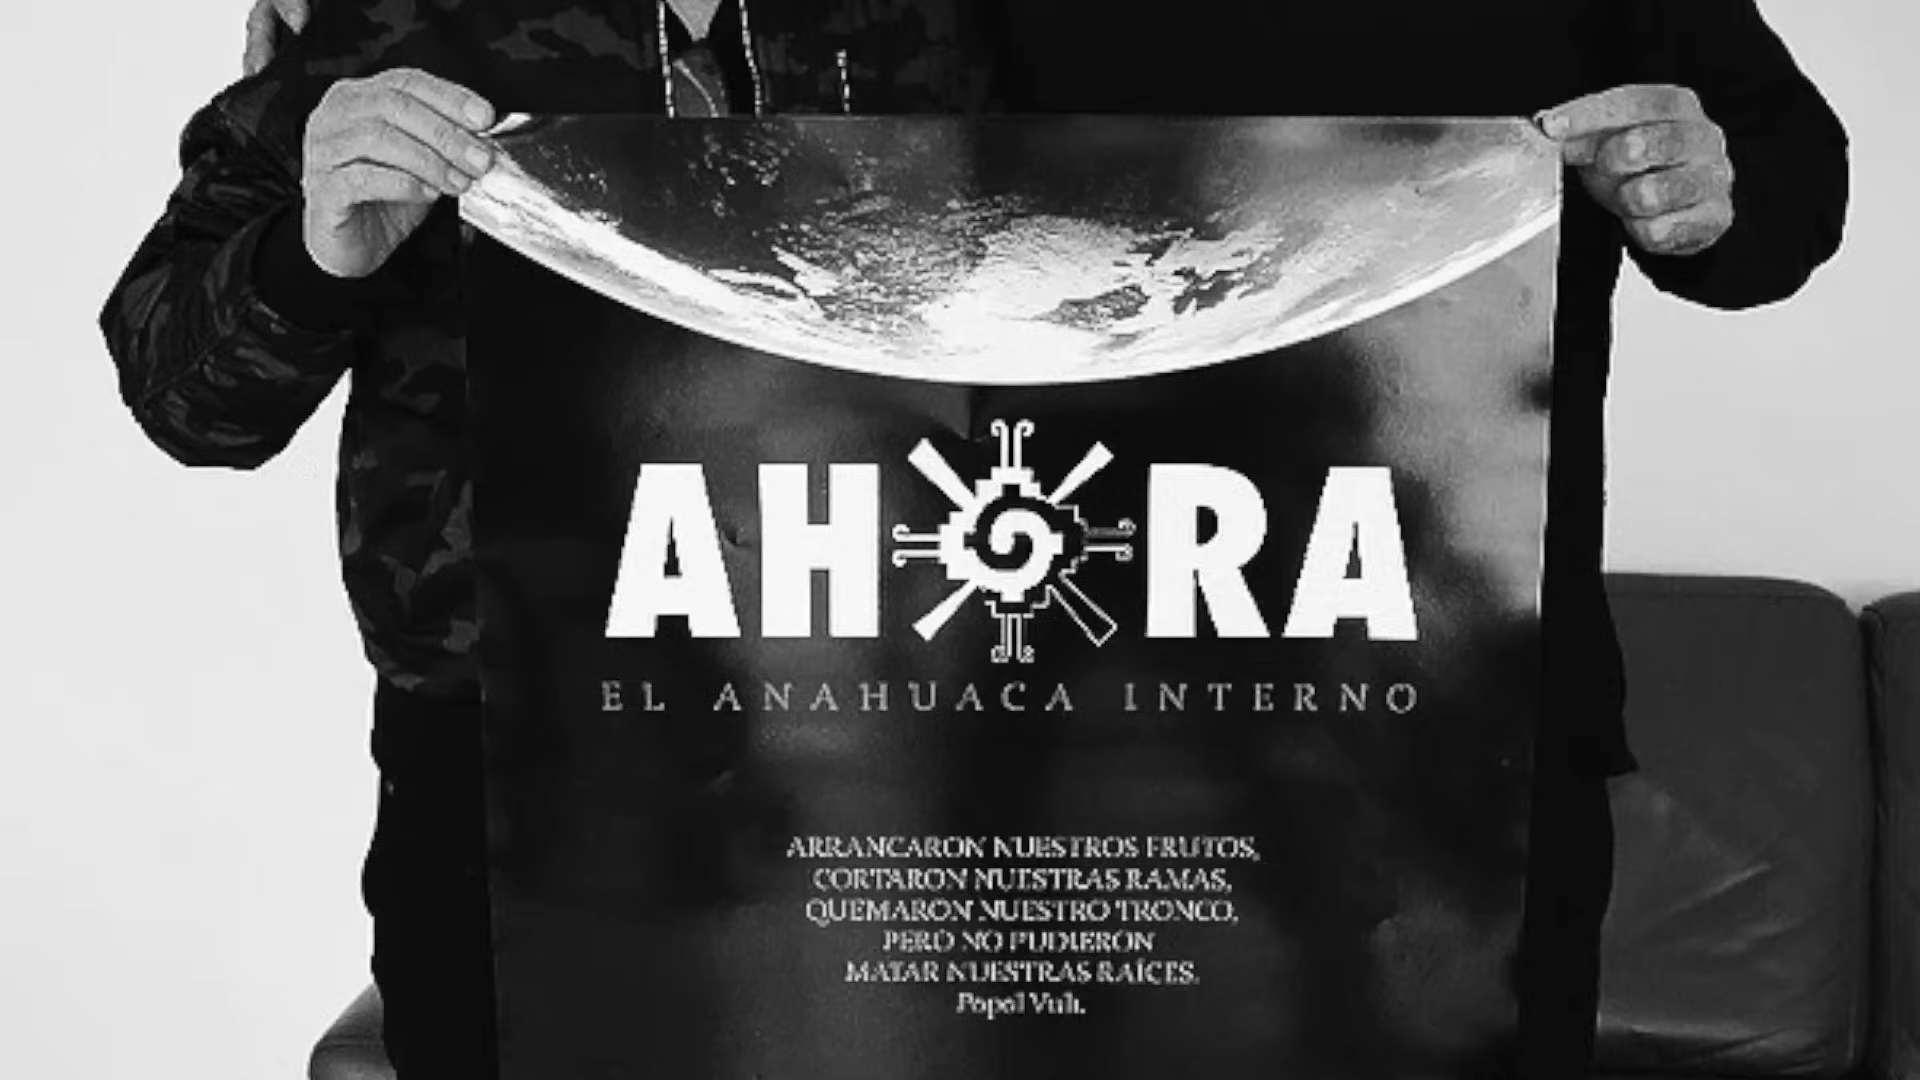 AHORA
EL ANAHUACA INTERNO
ARRANCARON NUESTROS FRUTOS,
CORTARON NUESTRAS RAMAS,
QUEMARON NUESTRO TRONCO,
PERO NO PUDIERON
MATAR NUESTRAS RAÍCES.
Popol Vuh.